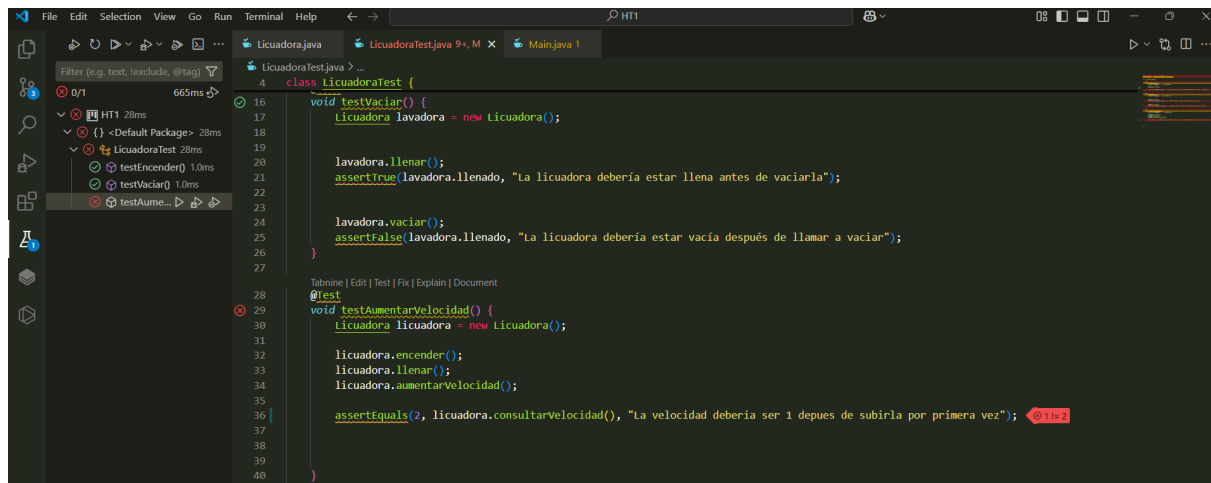 File Edit Selection View Go Run Terminal Help
HT1
Licuadora.java
LicuadoraTest.java 9+, M
Main.java 1
Filter (e.g. text, !exclude, @tag)
0/1 665ms
HT1 28ms
{} <Default Package> 28ms
LicuadoraTest 28ms
testEncender() 1.0ms
testVaciar() 1.0ms
testAume...
3
1
LicuadoraTest.java > ...
4 class LicuadoraTest {
16 void testVaciar() {
17 Licuadora lavadora = new Licuadora();
18
19
20 lavadora.llenar();
21 assertTrue(lavadora.llenado, "La licuadora debería estar llena antes de vaciarla");
22
23
24 lavadora.vaciar();
25 assertFalse(lavadora.llenado, "La licuadora debería estar vacía después de llamar a vaciar");
26 }
27
Tabnine | Edit | Test | Fix | Explain | Document
28 @Test
29 void testAumentarVelocidad() {
30 Licuadora licuadora = new Licuadora();
31
32 licuadora.encender();
33 licuadora.llenar();
34 licuadora.aumentarVelocidad();
35
36 assertEquals(2, licuadora.consultarVelocidad(), "La velocidad deberia ser 1 depues de subirla por primera vez"); 1 != 2
37
38
39
40 }